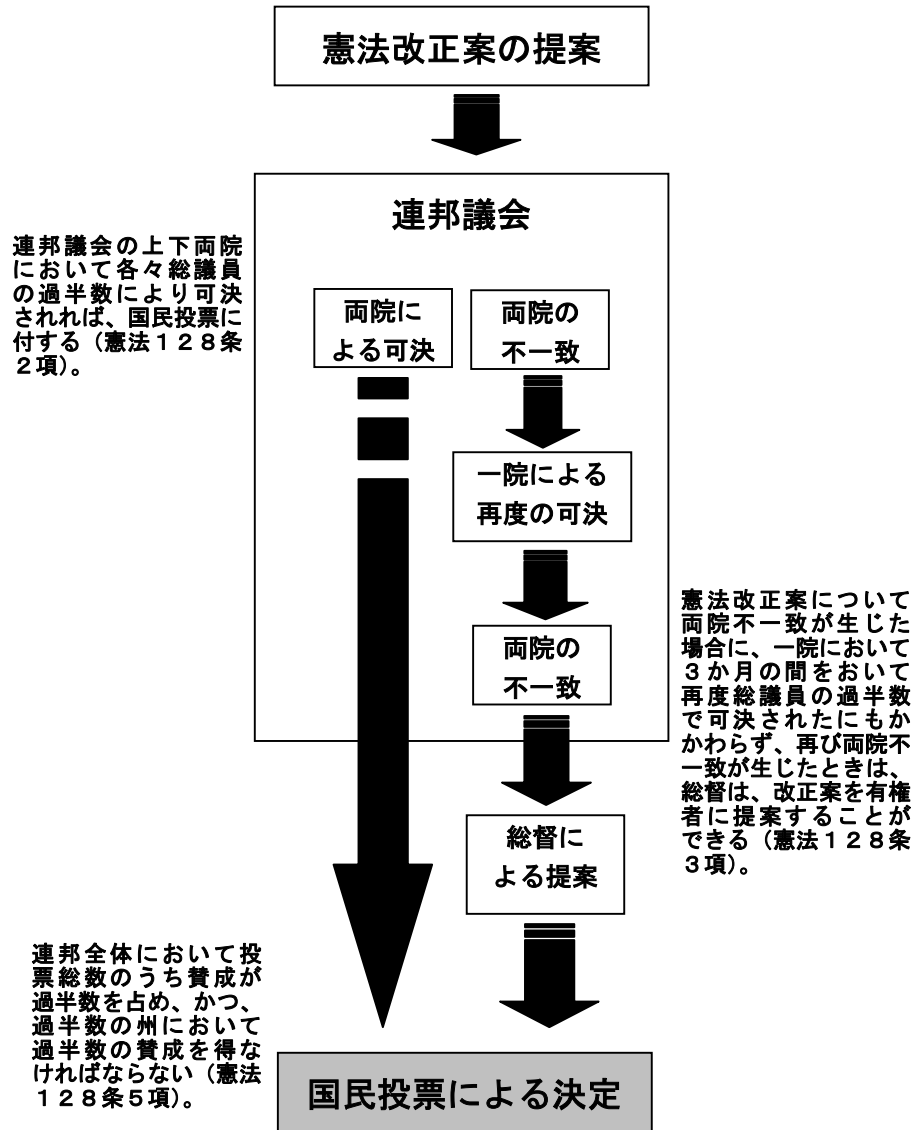 憲法改正案の提案
連邦議会
連邦議会の上下両院
において各々総議員
の過半数により可決
されれば、国民投票に
付する（憲法１２８条
２項）。
両院に
よる可決
両院の
不一致
一院による
再度の可決
両院の
不一致
憲法改正案について
両院不一致が生じた
場合に、一院において
３か月の間をおいて
再度総議員の過半数
で可決されたにもか
かわらず、再び両院不
一致が生じたときは、
総督は、改正案を有権
者に提案することが
できる（憲法１２８条
３項）。
総督に
よる提案
連邦全体において投
票総数のうち賛成が
過半数を占め、かつ、
過半数の州において
過半数の賛成を得な
ければならない（憲法
１２８条５項）。
国民投票による決定